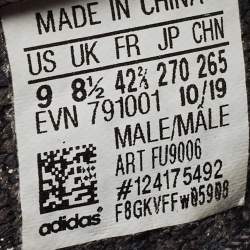 MADE IN CHINA
US UK FR JP CHN
9 8½ 42⅔ 270 265
EVN 791001 10/19
MALE/MÂLE
ART FU9006
#124175492
adidas F8GKVFFW05908